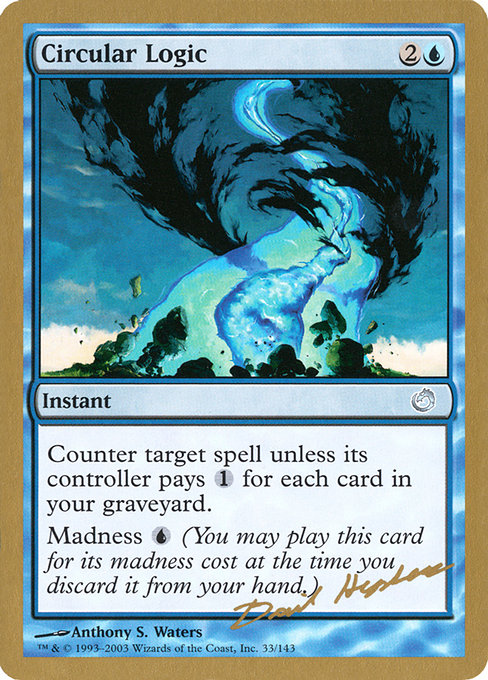 Circular Logic 2
Instant
Counter target spell unless its
controller pays 1 for each card in
your graveyard.
Madness (You may play this card
for its madness cost at the time you
discard it from your hand.)
Anthony S. Waters
™ & © 1993–2003 Wizards of the Coast, Inc. 33/143